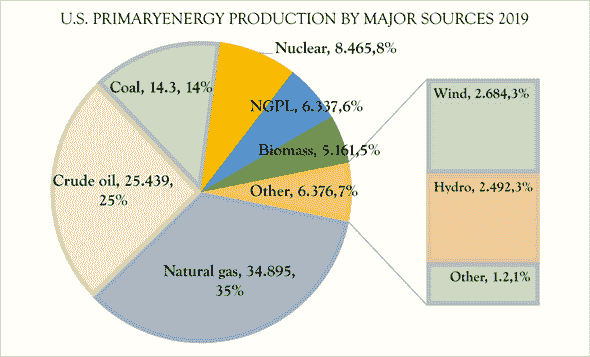 U.S. PRIMARYENERGY PRODUCTION BY MAJOR SOURCES 2019
Nuclear, 8.465,8%
Coal, 14.3, 14%
NGPL, 6.337,6%
Wind, 2.684,3%
Biomass, 5.161,5%
Crude oil, 25.439,
25%
Other, 6.376,7%
Hydro, 2.492,3%
Natural gas, 34.895,
35%
Other, 1.2,1%